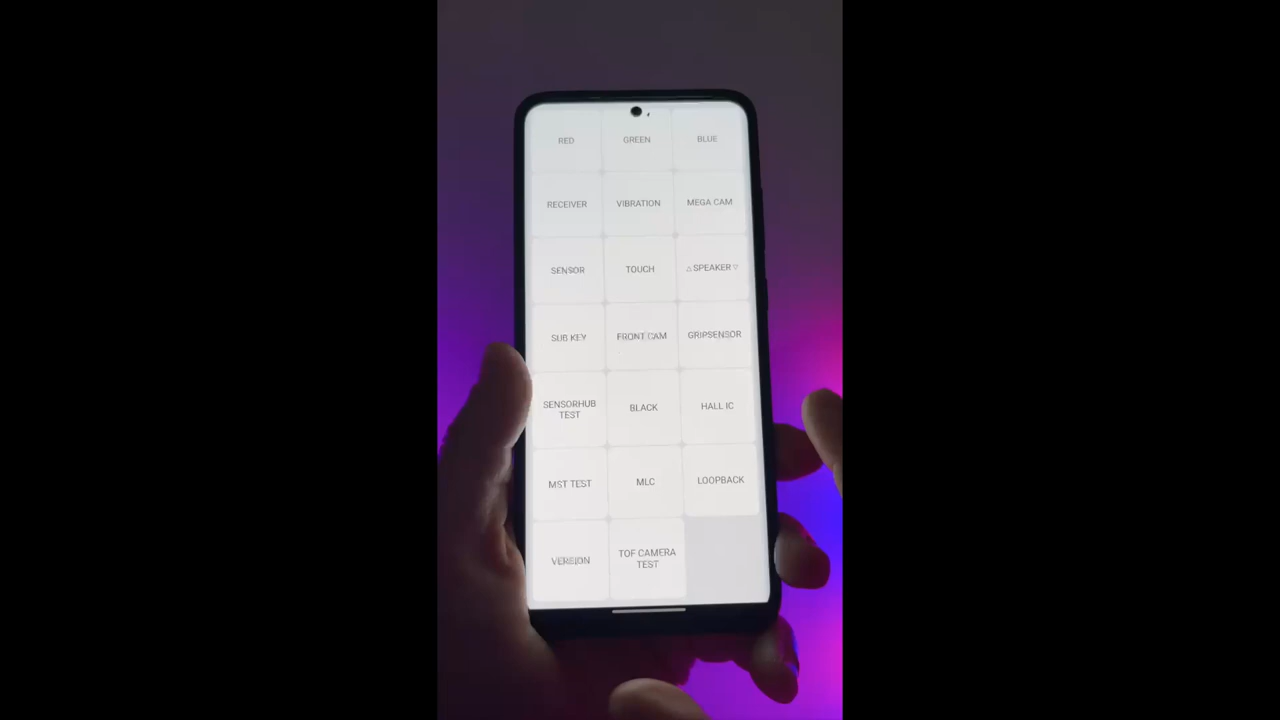 RED
GREEN
BLUE
RECEIVER
VIBRATION
MEGA CAM
SENSOR
TOUCH
△ SPEAKER ▽
SUB KEY
FRONT CAM
GRIPSENSOR
SENSORHUB
TEST
BLACK
HALL IC
MST TEST
MLC
LOOPBACK
VERSION
TOF CAMERA
TEST